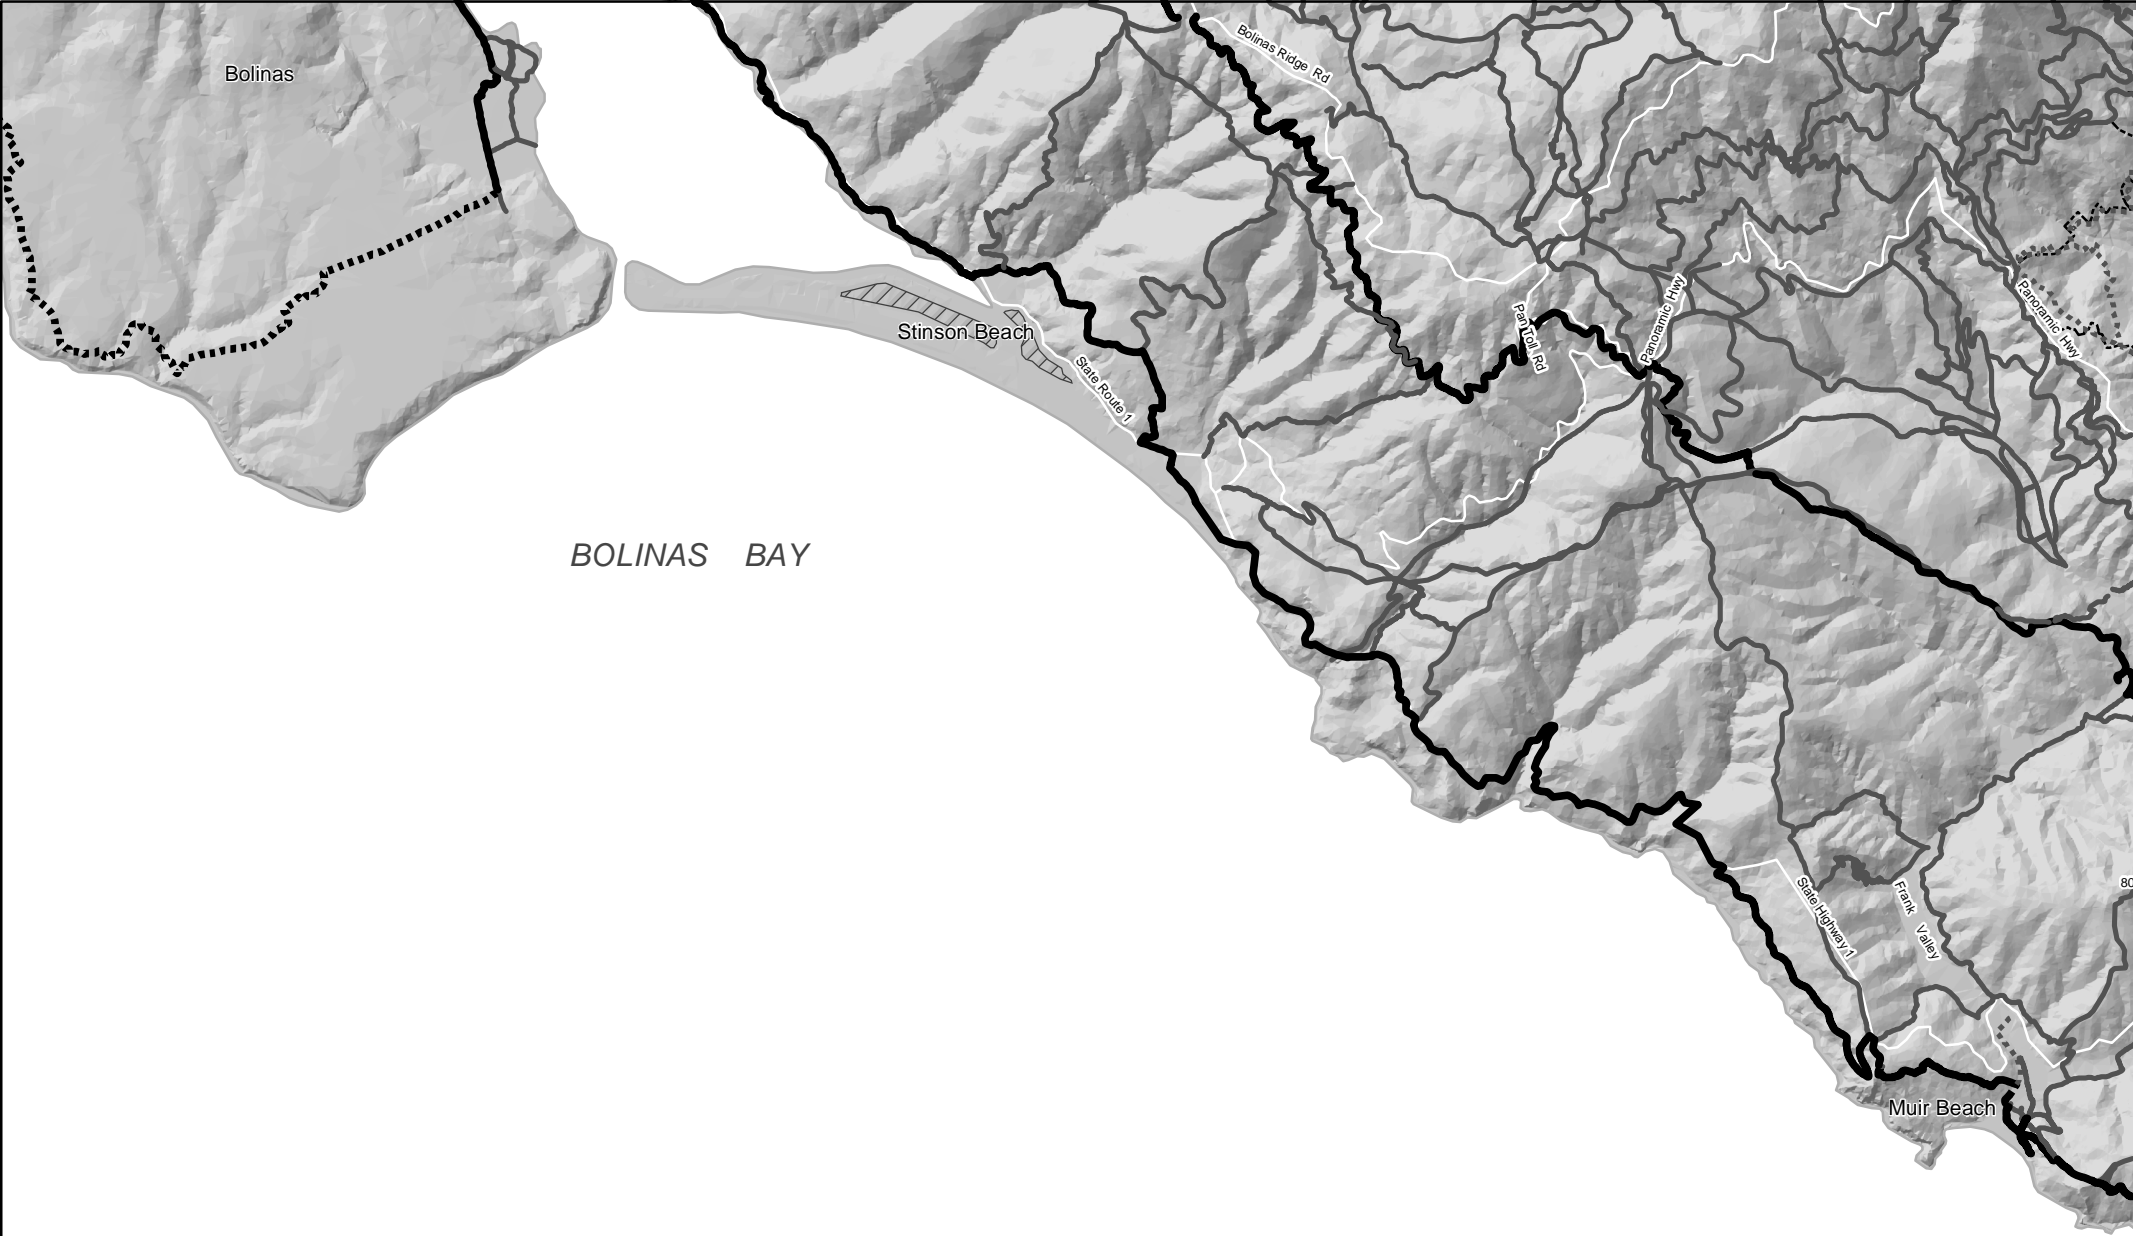 Bolinas Ridge Rd
Bolinas
Panoramic Hwy
Panoramic Hwy
Pan Toll Rd
Stinson Beach
State Route 1
BOLINAS BAY
80
State Highway 1
Frank Valley
Muir Beach